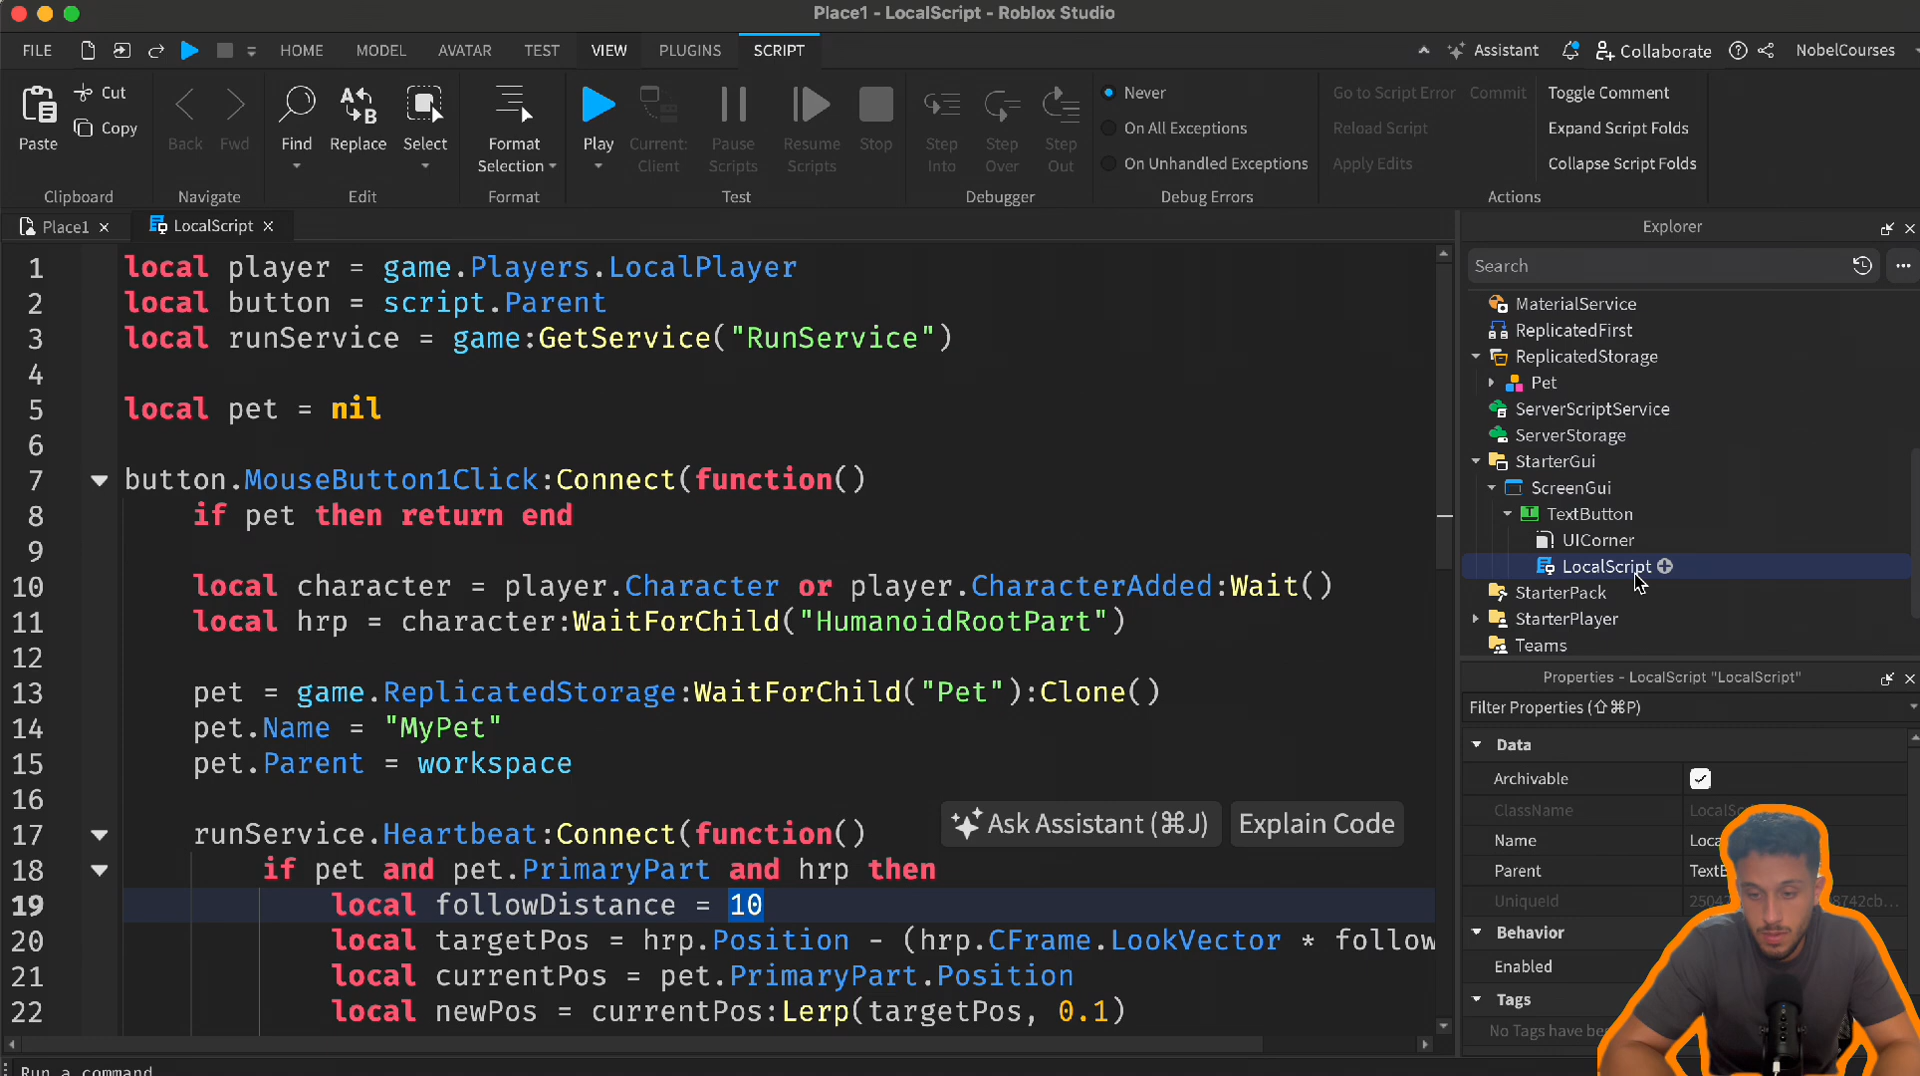 Place1 - LocalScript - Roblox Studio
FILE HOME MODEL AVATAR TEST VIEW PLUGINS SCRIPT Assistant Collaborate NobelCourses
Paste Cut Copy Clipboard
Back Fwd Navigate
Find Replace Select Edit
Format Selection Format
Play Current: Client Pause Scripts Resume Scripts Stop Test
Step Into Step Over Step Out Debugger
Never
On All Exceptions
On Unhandled Exceptions
Debug Errors
Go to Script Error Commit Toggle Comment
Reload Script Expand Script Folds
Apply Edits Collapse Script Folds
Actions
Place1 LocalScript
1 local player = game.Players.LocalPlayer
2 local button = script.Parent
3 local runService = game:GetService("RunService")
4
5 local pet = nil
6
7 button.MouseButton1Click:Connect(function()
8 if pet then return end
9
10 local character = player.Character or player.CharacterAdded:Wait()
11 local hrp = character:WaitForChild("HumanoidRootPart")
12
13 pet = game.ReplicatedStorage:WaitForChild("Pet"):Clone()
14 pet.Name = "MyPet"
15 pet.Parent = workspace
16
17 runService.Heartbeat:Connect(function()
18 if pet and pet.PrimaryPart and hrp then
19 local followDistance = 10
20 local targetPos = hrp.Position - (hrp.CFrame.LookVector * follow
21 local currentPos = pet.PrimaryPart.Position
22 local newPos = currentPos:Lerp(targetPos, 0.1)
Ask Assistant (⌘J) Explain Code
Run a command
Explorer
Search
MaterialService
ReplicatedFirst
ReplicatedStorage
Pet
ServerScriptService
ServerStorage
StarterGui
ScreenGui
TextButton
UICorner
LocalScript
StarterPack
StarterPlayer
Teams
Properties - LocalScript "LocalScript"
Filter Properties (⇧⌘P)
Data
Archivable
ClassName
Name
Parent
UniqueId
Behavior
Enabled
Tags
No Tags have